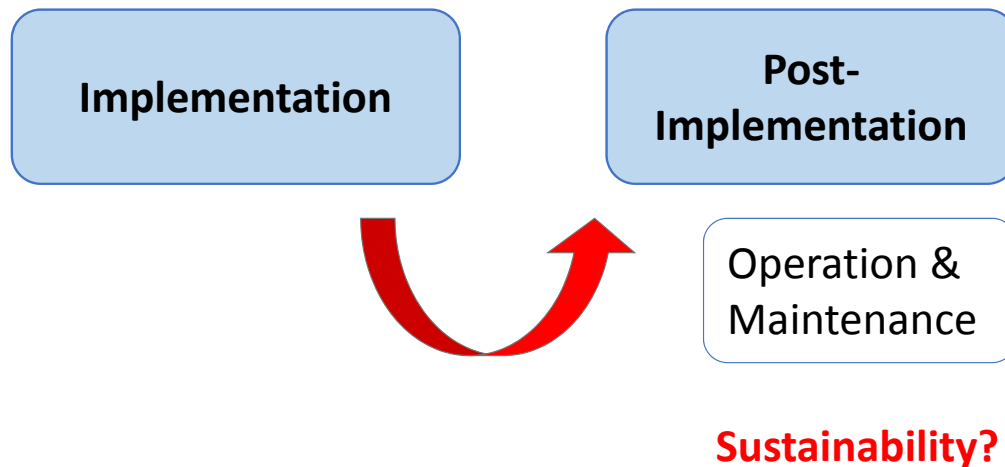 Implementation
Post-
Implementation
Operation &
Maintenance
Sustainability?